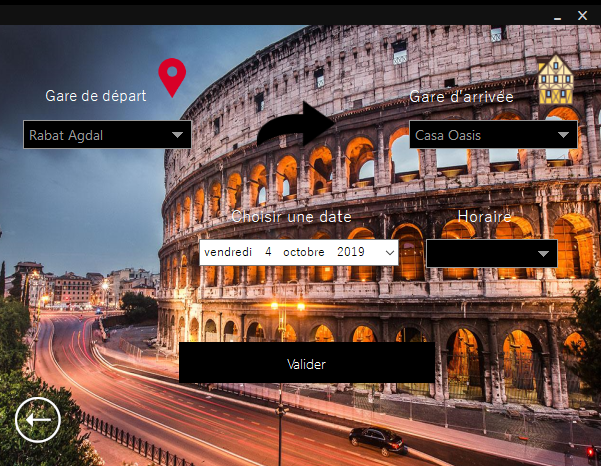 Gare de départ
Gare d'arrivée
Rabat Agdal
Casa Oasis
Choisir une date
Horaire
vendredi 4 octobre 2019
Valider